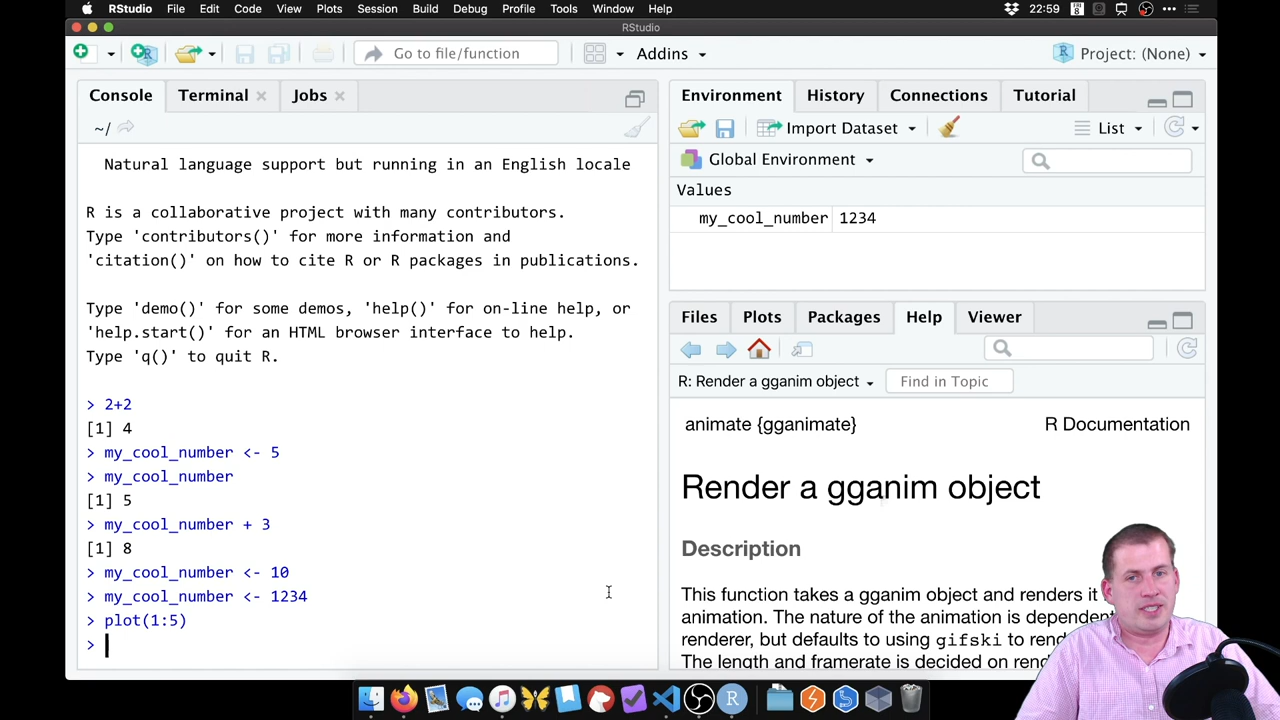 RStudio File Edit Code View Plots Session Build Debug Profile Tools Window Help 22:59 8
RStudio
Go to file/function Addins Project: (None)
Console Terminal Jobs
~/
Natural language support but running in an English locale
R is a collaborative project with many contributors.
Type 'contributors()' for more information and
'citation()' on how to cite R or R packages in publications.
Type 'demo()' for some demos, 'help()' for on-line help, or
'help.start()' for an HTML browser interface to help.
Type 'q()' to quit R.
> 2+2
[1] 4
> my_cool_number <- 5
> my_cool_number
[1] 5
> my_cool_number + 3
[1] 8
> my_cool_number <- 10
> my_cool_number <- 1234
> plot(1:5)
>
Environment History Connections Tutorial
Import Dataset List
Global Environment
Values
my_cool_number 1234
Files Plots Packages Help Viewer
R: Render a gganim object Find in Topic
animate {gganimate} R Documentation
Render a gganim object
Description
This function takes a gganim object and renders it
animation. The nature of the animation is dependent
renderer, but defaults to using gifski to
The length and framerate is decided on
R